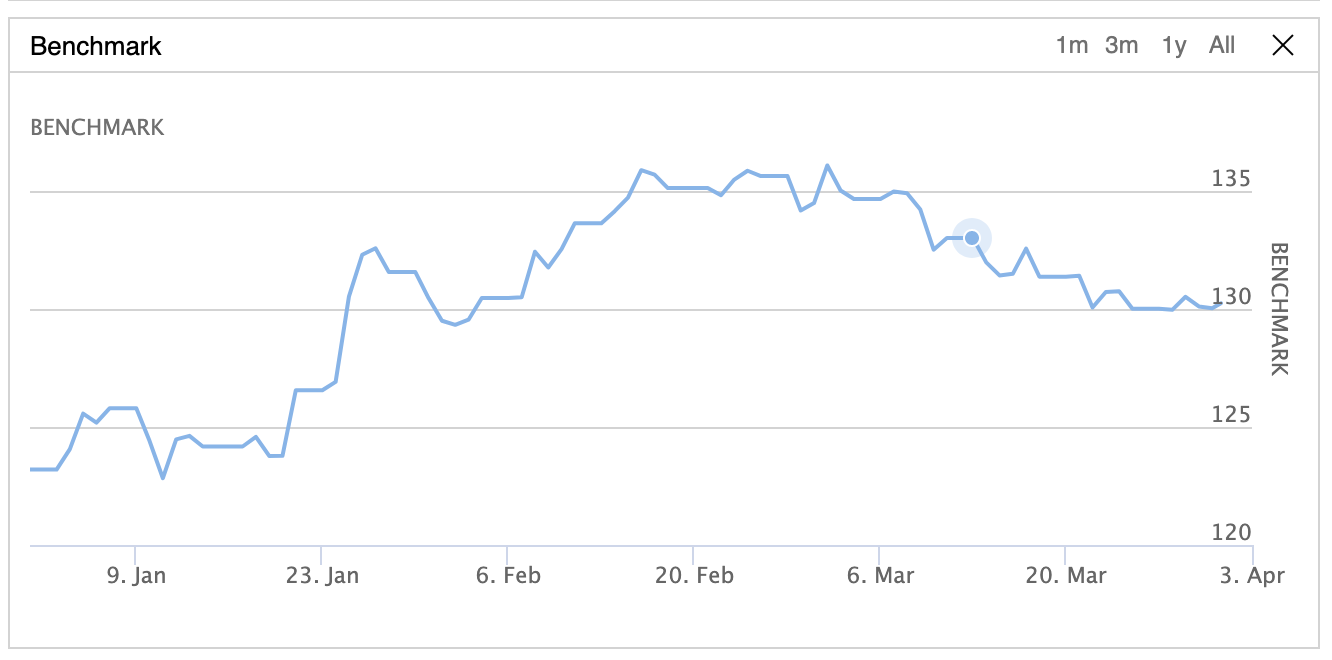 Benchmark 1m 3m 1y All
BENCHMARK
135
130
125
120
BENCHMARK
9. Jan 23. Jan 6. Feb 20. Feb 6. Mar 20. Mar 3. Apr